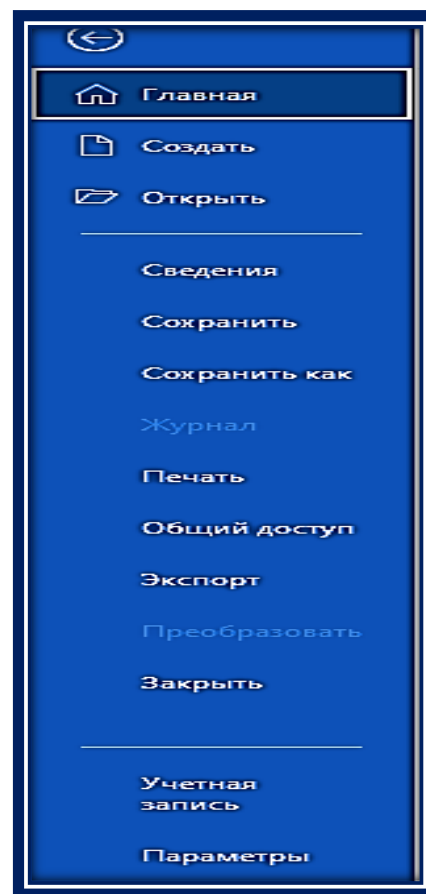 Главная
Создать
Открыть
Сведения
Сохранить
Сохранить как
Журнал
Печать
Общий доступ
Экспорт
Преобразовать
Закрыть
Учетная
запись
Параметры